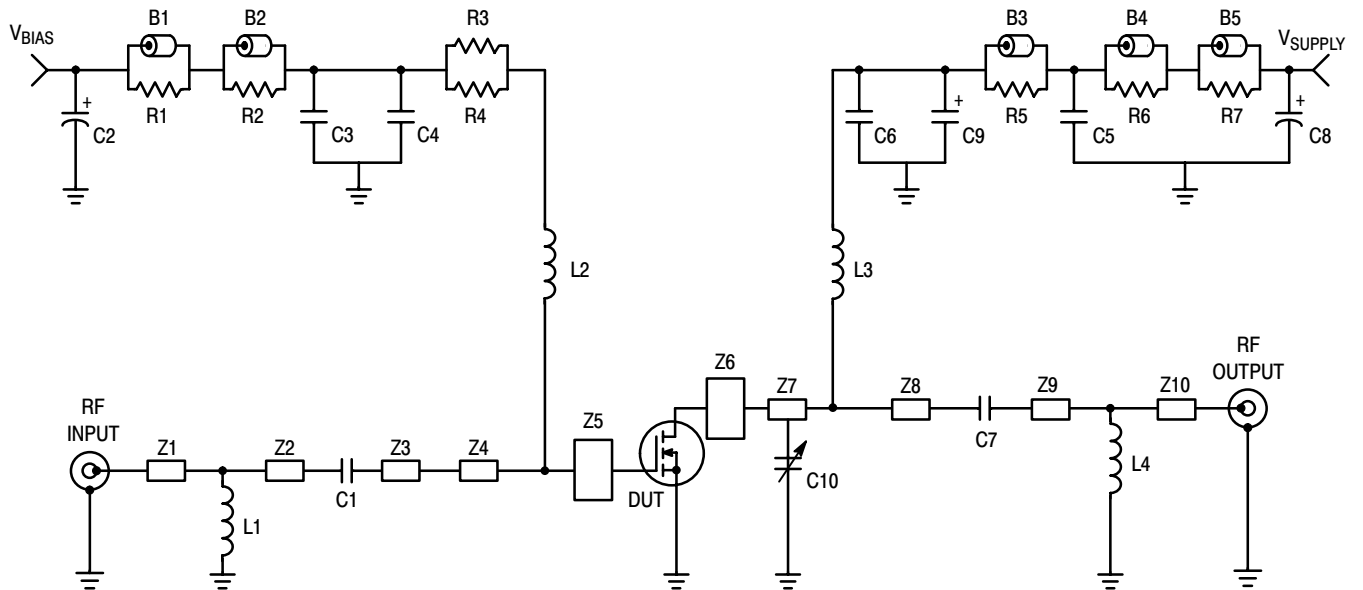 B1
B2
R3
B3
B4
B5
V_BIAS
V_SUPPLY
+
R1
R2
R4
+
R5
R6
R7
+
C2
C3
C4
C6
C9
C5
C8
L2
L3
Z6
Z7
Z8
Z9
Z10
RF
OUTPUT
RF
INPUT
Z1
Z2
Z3
Z4
Z5
C7
C1
DUT
C10
L4
L1